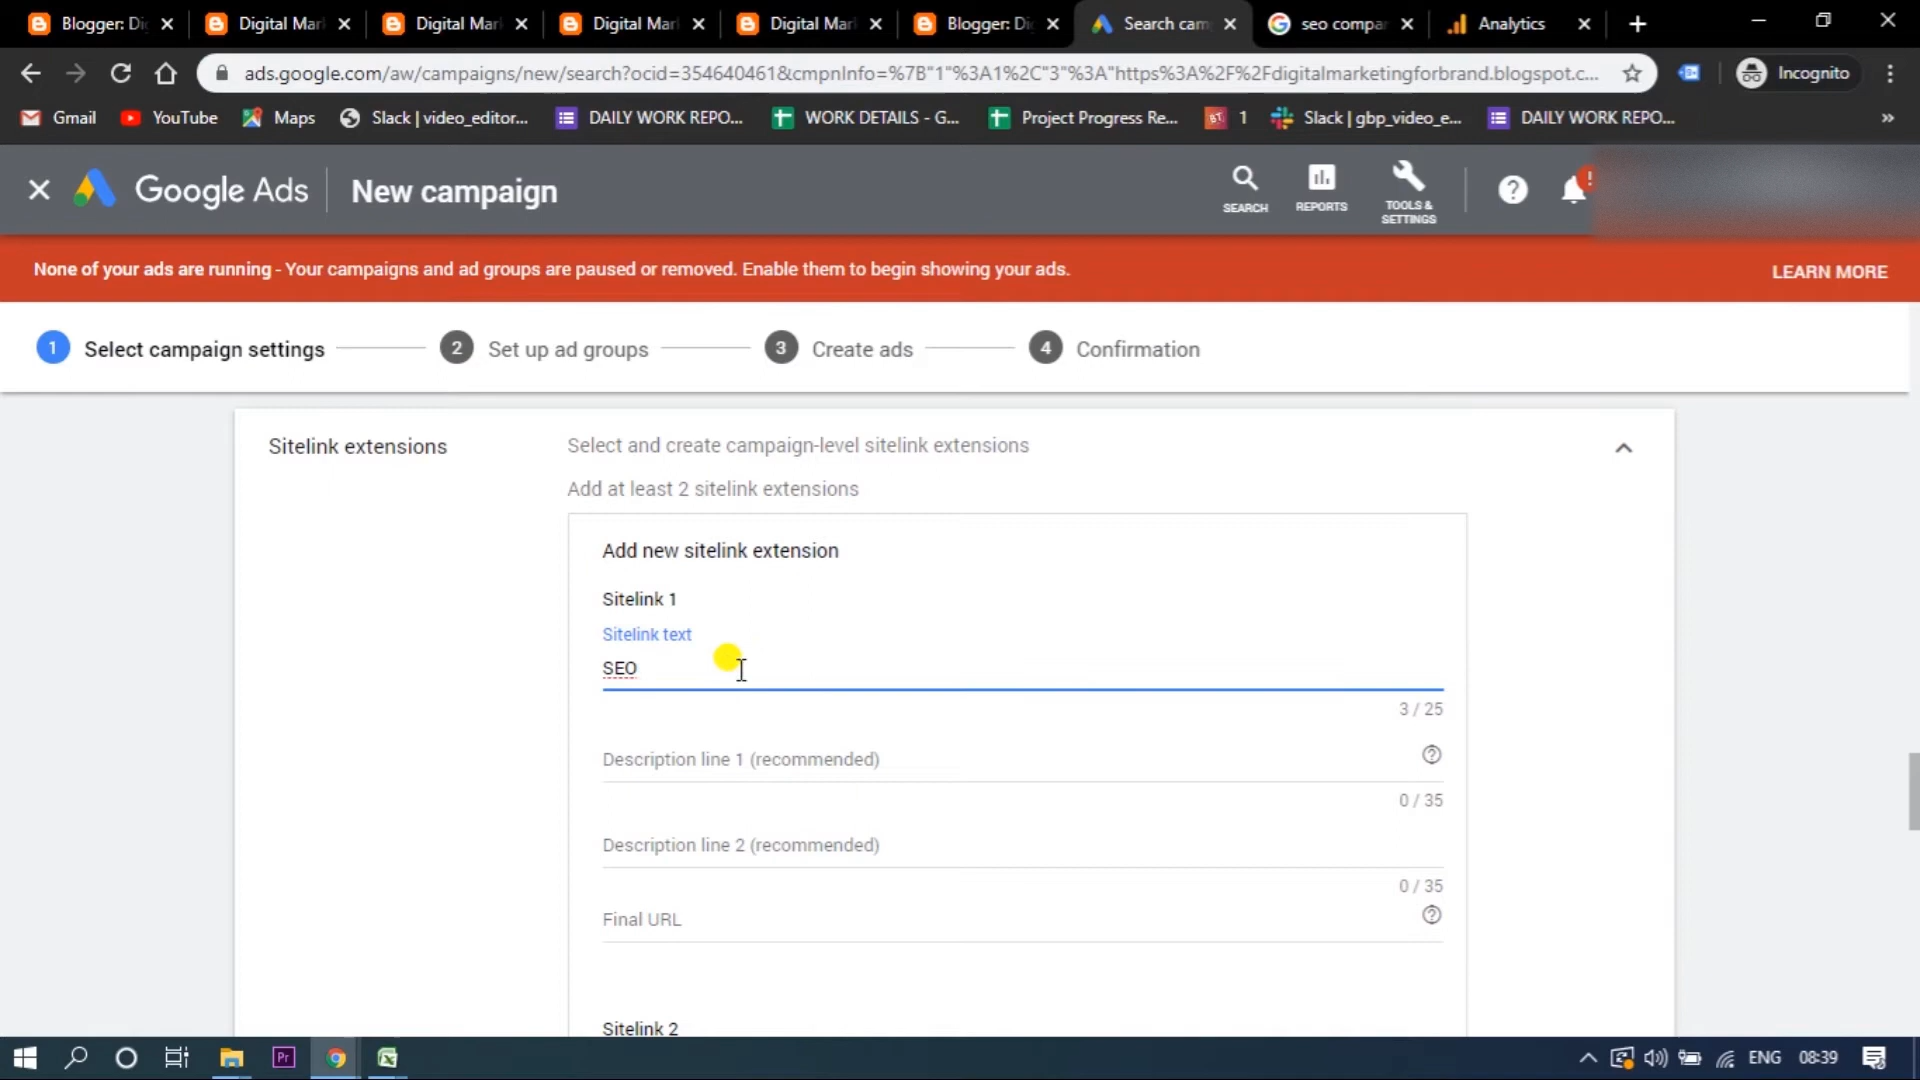 Blogger: Di
Digital Mar
Digital Mar
Digital Mar
Digital Mar
Blogger: Di
Search cam
seo compa
Analytics
ads.google.com/aw/campaigns/new/search?ocid=354640461&cmpnInfo=%7B"1"%3A1%2C"3"%3A"https%3A%2F%2Fdigitalmarketingforbrand.blogspot.c...
Incognito
Gmail
YouTube
Maps
Slack | video_editor...
DAILY WORK REPO...
WORK DETAILS - G...
Project Progress Re...
BT
1
Slack | gbp_video_e...
DAILY WORK REPO...
»
Google Ads
New campaign
SEARCH
REPORTS
TOOLS &
SETTINGS
None of your ads are running - Your campaigns and ad groups are paused or removed. Enable them to begin showing your ads.
LEARN MORE
1 Select campaign settings
2 Set up ad groups
3 Create ads
4 Confirmation
Sitelink extensions
Select and create campaign-level sitelink extensions
Add at least 2 sitelink extensions
Add new sitelink extension
Sitelink 1
Sitelink text
SEO
3 / 25
Description line 1 (recommended)
0 / 35
Description line 2 (recommended)
0 / 35
Final URL
Sitelink 2
Pr
ENG
08:39